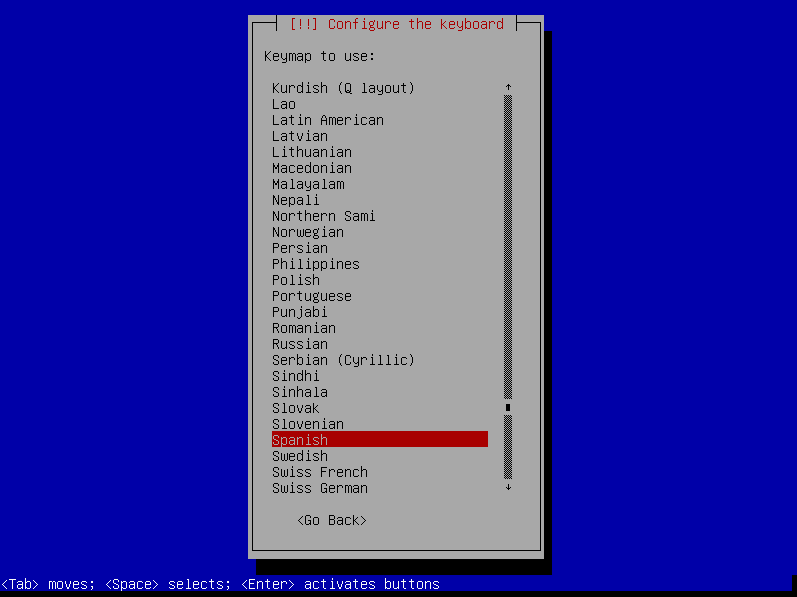 [!!] Configure the keyboard
Keymap to use:
Kurdish (Q layout)
Lao
Latin American
Latvian
Lithuanian
Macedonian
Malayalam
Nepali
Northern Sami
Norwegian
Persian
Philippines
Polish
Portuguese
Punjabi
Romanian
Russian
Serbian (Cyrillic)
Sindhi
Sinhala
Slovak
Slovenian
Spanish
Swedish
Swiss French
Swiss German
<Go Back>
<Tab> moves; <Space> selects; <Enter> activates buttons